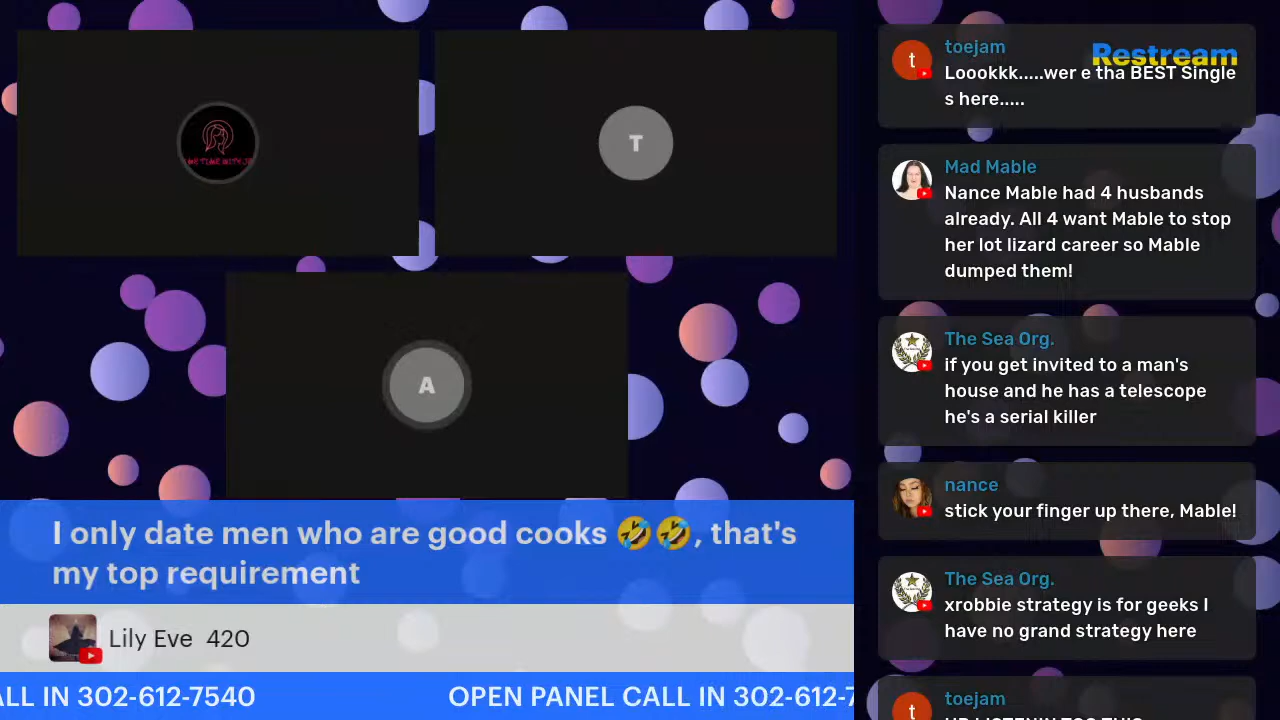 T
A
I only date men who are good cooks 🤣🤣, that's
my top requirement
Lily Eve 420
ALL IN 302-612-7540
OPEN PANEL CALL IN 302-612-7
Restream
t
toejam
Loookkk.....wer e tha BEST Single
s here.....
Mad Mable
Nance Mable had 4 husbands
already. All 4 want Mable to stop
her lot lizard career so Mable
dumped them!
The Sea Org.
if you get invited to a man's
house and he has a telescope
he's a serial killer
nance
stick your finger up there, Mable!
The Sea Org.
xrobbie strategy is for geeks I
have no grand strategy here
t
toejam